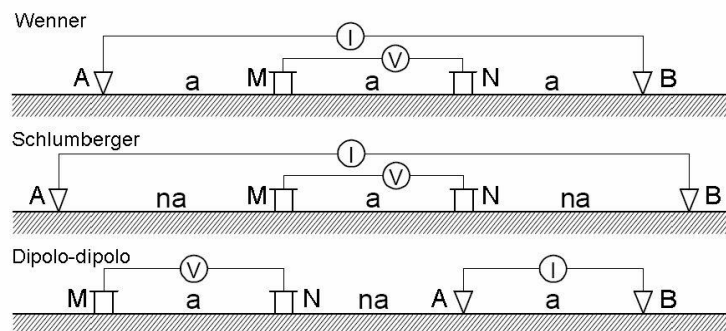 Wenner
I
V
A a M a N a B
Schlumberger
I
V
A na M a N na B
Dipolo-dipolo
V I
M a N na A a B